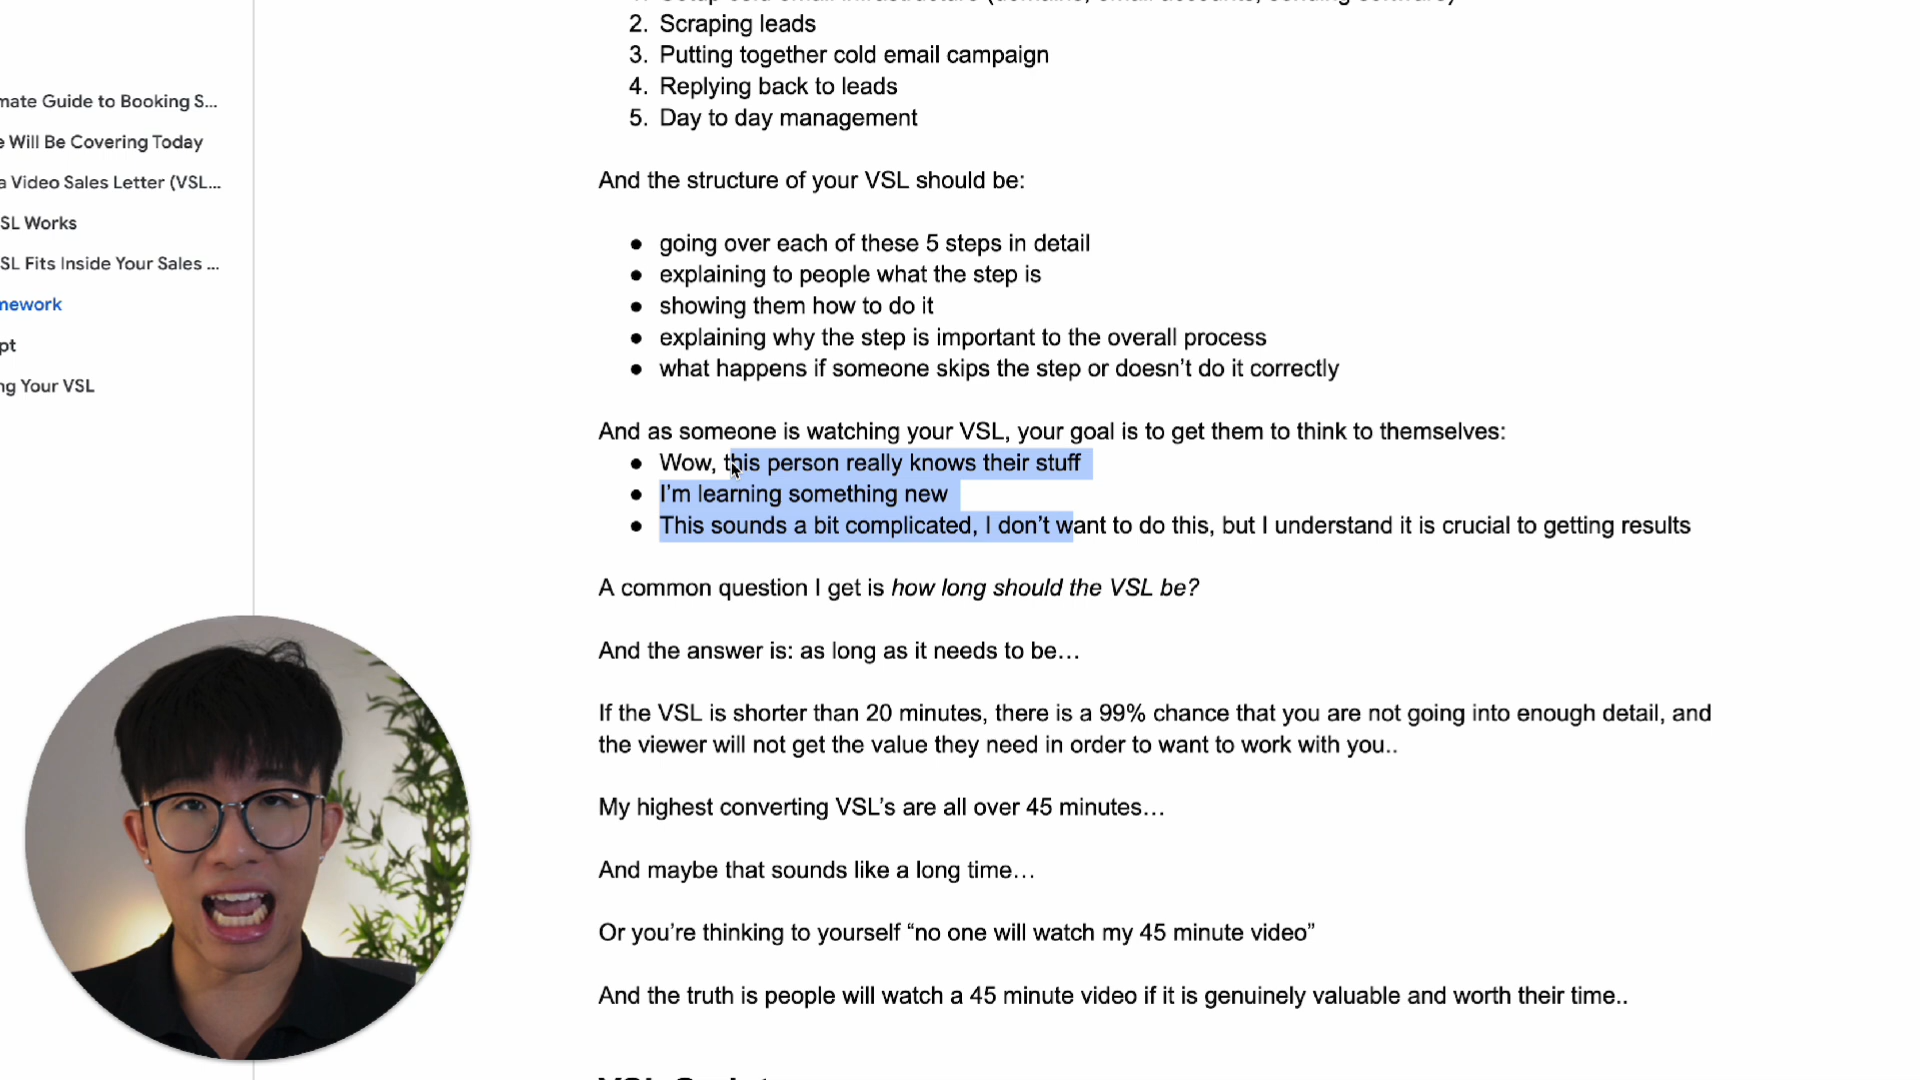 mate Guide to Booking S...
e Will Be Covering Today
a Video Sales Letter (VSL...
SL Works
SL Fits Inside Your Sales ...
mework
pt
ng Your VSL
2. Scraping leads
3. Putting together cold email campaign
4. Replying back to leads
5. Day to day management
And the structure of your VSL should be:
● going over each of these 5 steps in detail
● explaining to people what the step is
● showing them how to do it
● explaining why the step is important to the overall process
● what happens if someone skips the step or doesn’t do it correctly
And as someone is watching your VSL, your goal is to get them to think to themselves:
● Wow, this person really knows their stuff
● I’m learning something new
● This sounds a bit complicated, I don’t want to do this, but I understand it is crucial to getting results
A common question I get is how long should the VSL be?
And the answer is: as long as it needs to be…
If the VSL is shorter than 20 minutes, there is a 99% chance that you are not going into enough detail, and
the viewer will not get the value they need in order to want to work with you..
My highest converting VSL’s are all over 45 minutes…
And maybe that sounds like a long time…
Or you’re thinking to yourself “no one will watch my 45 minute video”
And the truth is people will watch a 45 minute video if it is genuinely valuable and worth their time..